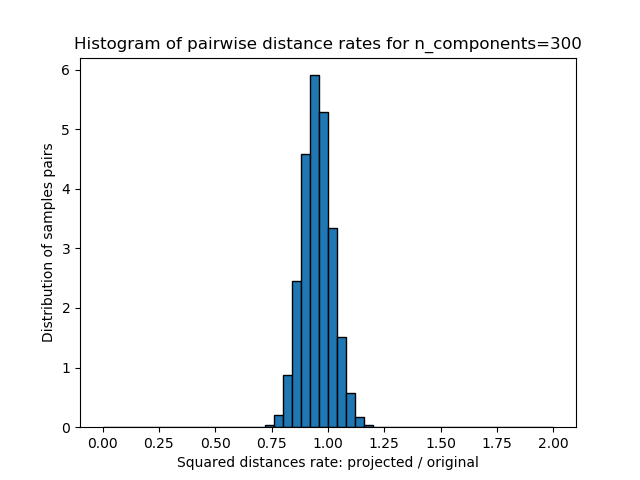 Histogram of pairwise distance rates for n_components=300
6
5
4
3
2
1
0
Distribution of samples pairs
0.00 0.25 0.50 0.75 1.00 1.25 1.50 1.75 2.00
Squared distances rate: projected / original